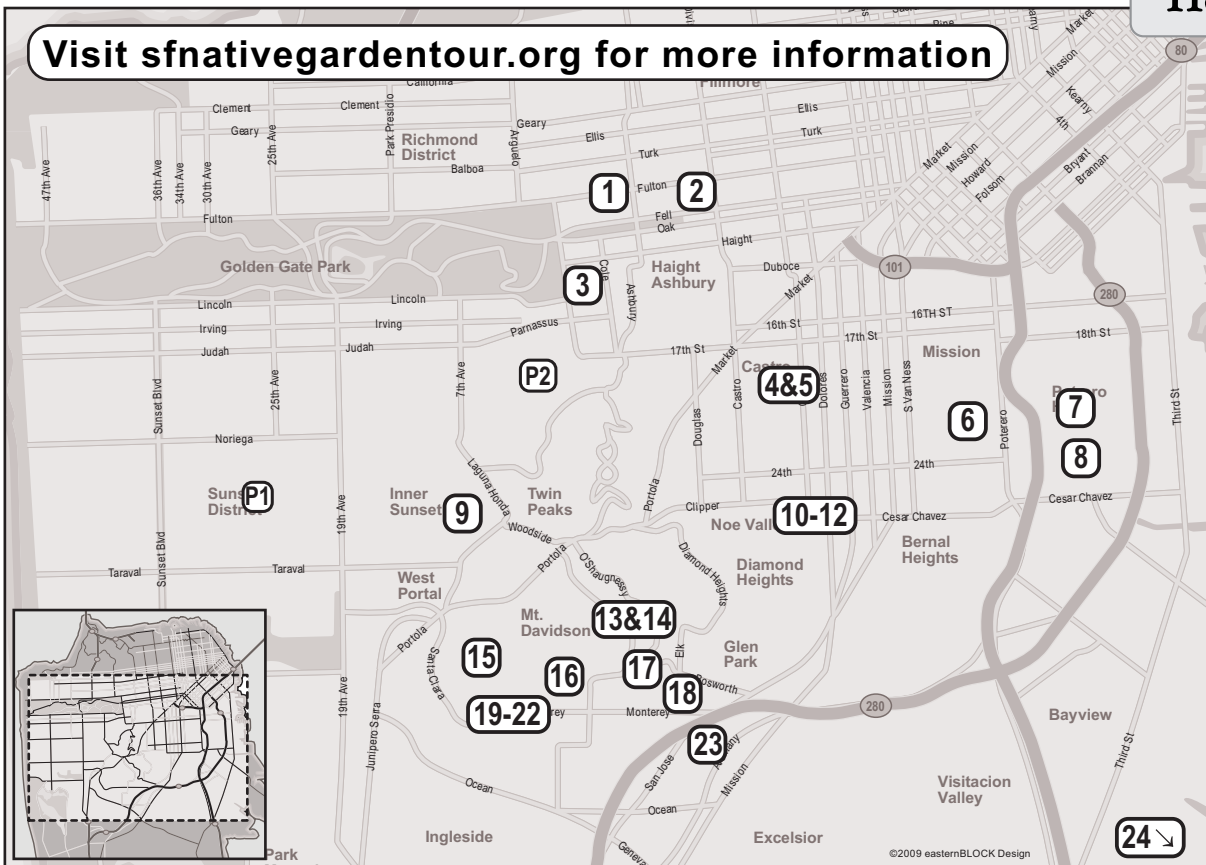 Visit sfnativegardentour.org for more information
Market
Pine
80
Mission
Kearny
4th
California
Fillmore
Clement
Clement
Ellis
Geary
Geary
Park Presidio
Richmond
District
Arguello
Ellis
Turk
Turk
Balboa
25th Ave
47th Ave
36th Ave
34th Ave
30th Ave
Market
Mission
Howard
Folsom
Bryant
Brannan
1
Fulton
2
Fulton
Fell
Oak
Haight
Golden Gate Park
Haight
Ashbury
Duboce
101
280
3
Cole
Ashbury
Market
Lincoln
Lincoln
Irving
Irving
Parnassus
16th St
16TH ST
17th St
18th St
Judah
Judah
17th St
Market
Mission
7th Ave
P2
Castro
4&5
Castro
Dolores
Guerrero
Valencia
Mission
S Van Ness
6
Poterero
7
8
Third St
Sunset Blvd
25th Ave
Douglas
Noriega
24th
24th
Laguna Honda
Sunset
District
P1
19th Ave
Inner
Sunset
9
Twin
Peaks
Portola
Clipper
Noe Valley
10-12
Cesar Chavez
Cesar Chavez
Woodside
Bernal
Heights
Sunset Blvd
Taraval
Taraval
Portola
O'Shaugnessy
Diamond Heights
Diamond
Heights
West
Portal
Mt.
Davidson
13&14
Portola
Santa Clara
15
16
17
Elk
Glen
Park
18
Bosworth
19th Ave
Junipero Serra
19-22
Monterey
280
Bayview
23
San Jose
Mission
Third St
Ocean
Ocean
Visitacion
Valley
Ingleside
Geneva
Excelsior
24
Park
©2009 easternBLOCK Design